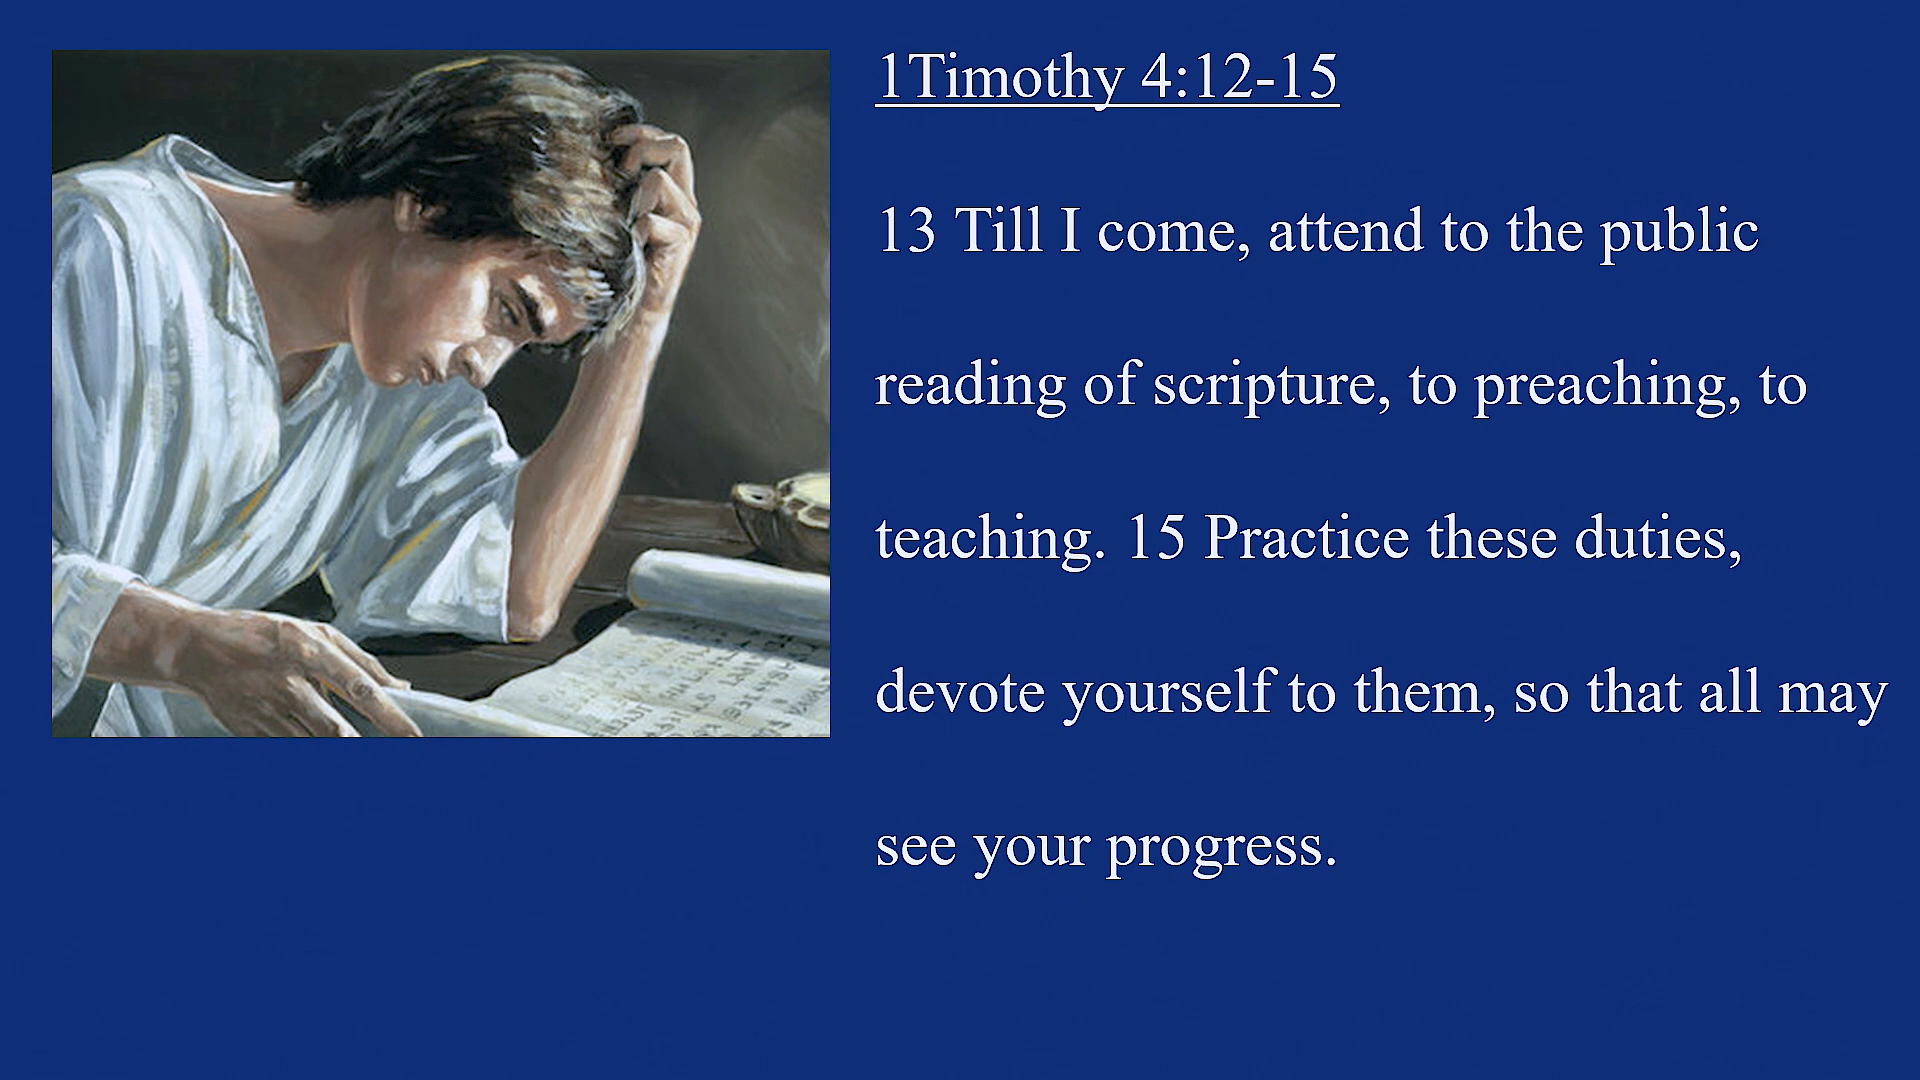 1Timothy 4:12-15
13 Till I come, attend to the public
reading of scripture, to preaching, to
teaching. 15 Practice these duties,
devote yourself to them, so that all may
see your progress.